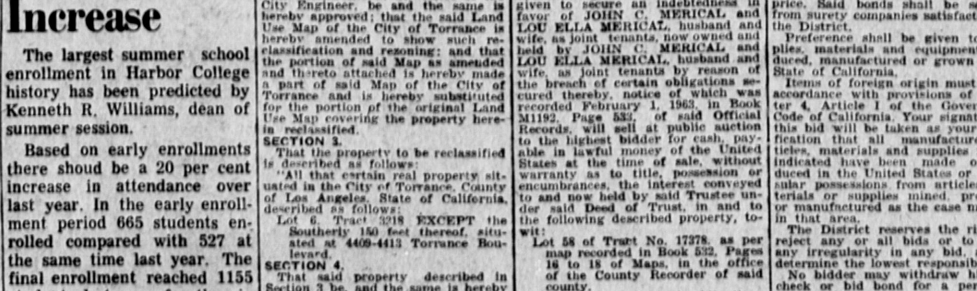 Increase
The largest summer school
enrollment in Harbor College
history has been predicted by
Kenneth R. Williams, dean of
summer session.
Based on early enrollments
there shoud be a 20 per cent
increase in attendance over
last year. In the early enroll-
ment period 665 students en-
rolled compared with 527 at
the same time last year. The
final enrollment reached 1155
City Engineer, be and the same is
hereby approved; that the said Land
Use Map of the City of Torrance is
hereby amended to show such re-
classification and rezoning; and that
the portion of said Map as amended
and thereto attached is hereby made
a part of said Map of the City of
Torrance and is hereby substituted
for the portion of the original Land
Use Map covering the property here-
in reclassified.
SECTION 3.
That the property to be reclassified
is described as follows:
"All that certain real property sit-
uated in the City of Torrance, County
of Los Angeles, State of California,
described as follows:
Lot 6, Tract 3218 EXCEPT the
Southerly 150 feet thereof, situ-
ated at 4409-4413 Torrance Bou-
levard.
SECTION 4.
That said property described in
Section 3 be, and the same is hereby
given to secure an indebtedness in
favor of JOHN C. MERICAL and
LOU ELLA MERICAL, husband and
wife, as joint tenants, now owned and
held by JOHN C. MERICAL and
LOU ELLA MERICAL, husband and
wife, as joint tenants by reason of
the breach of certain obligations se-
cured thereby, notice of which was
recorded February 1, 1963, in Book
M1192, Page 533, of said Official
Records, will sell at public auction
to the highest bidder for cash, pay-
able in lawful money of the United
States at the time of sale, without
warranty as to title, possession or
encumbrances, the interest conveyed
to and now held by said Trustee un-
der said Deed of Trust, in and to
the following described property, to-
wit:
Lot 58 of Tract No. 17378, as per
map recorded in Book 532, Pages
16 to 18 of Maps, in the office
of the County Recorder of said
county.
price. Said bonds shall be
from surety companies satisfac
the District.
Preference shall be given to
plies, materials and equipmen
duced, manufactured or grown
State of California.
Items of foreign origin must
accordance with provisions of
ter 4, Article I of the Gove
Code of California. Your signat
this bid will be taken as your
fication that all manufacture
ticles, materials and supplies
indicated have been made
duced in the United States or
sular possessions from article
terials or supplies mined, pr
or manufactured as the case m
in that area.
The District reserves the ri
reject any or all bids or to
any irregularity in any bid,
determine the lowest responsib
No bidder may withdraw
check or bid bond for a pe